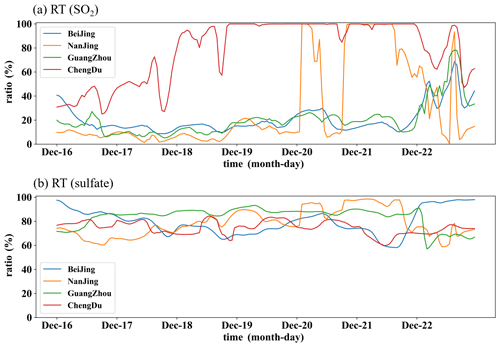 (a) RT (SO₂)
100
80
60
40
20
0
ratio (%)
BeiJing
NanJing
GuangZhou
ChengDu
Dec-16 Dec-17 Dec-18 Dec-19 Dec-20 Dec-21 Dec-22
time (month-day)
(b) RT (sulfate)
100
80
60
40
20
0
ratio (%)
BeiJing
NanJing
GuangZhou
ChengDu
Dec-16 Dec-17 Dec-18 Dec-19 Dec-20 Dec-21 Dec-22
time (month-day)